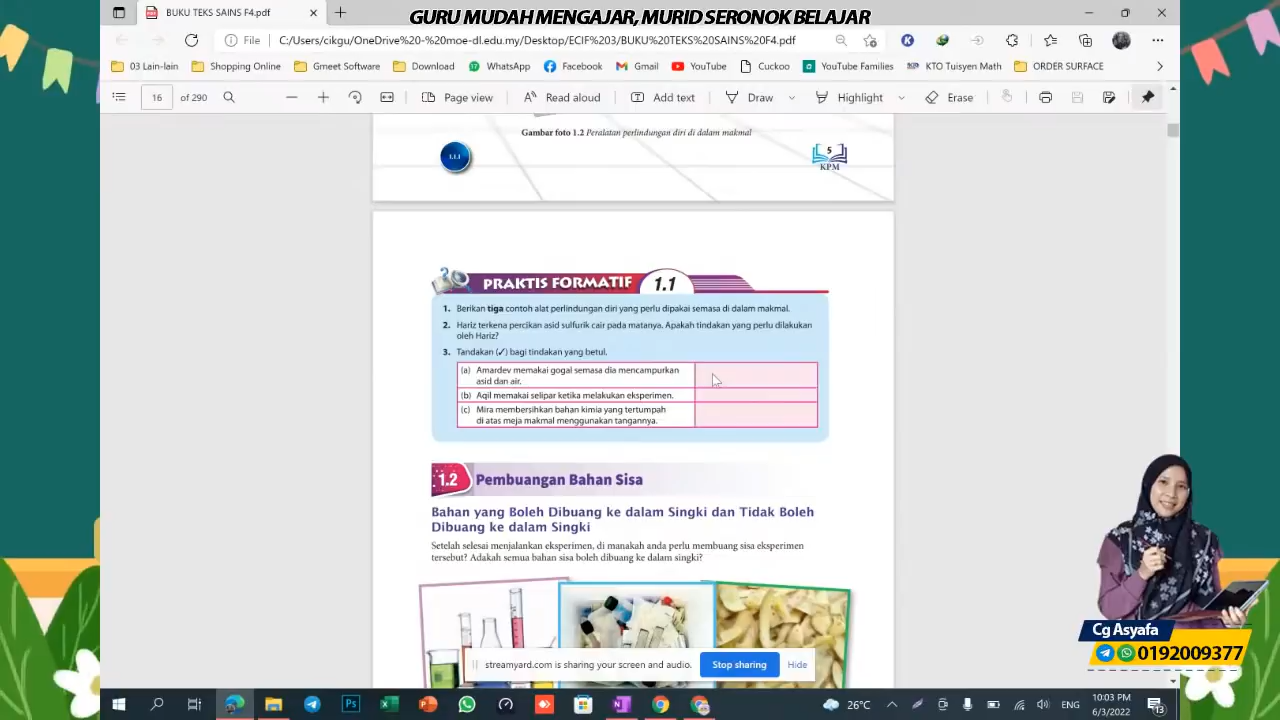 GURU MUDAH MENGAJAR, MURID SERONOK BELAJAR
BUKU TEKS SAINS F4.pdf
File
C:/Users/cikgu/OneDrive%20-%20moe-dl.edu.my/Desktop/ECIF%203/BUKU%20TEKS%20SAINS%20F4.pdf
03 Lain-lain
Shopping Online
Gmeet Software
Download
WhatsApp
Facebook
Gmail
YouTube
Cuckoo
YouTube Families
KTO Tuisyen Math
ORDER SURFACE
16 of 290
Page view
Read aloud
Add text
Draw
Highlight
Erase
Gambar foto 1.2 Peralatan perlindungan diri di dalam makmal
1.1.1
5
KPM
PRAKTIS FORMATIF 1.1
1. Berikan tiga contoh alat perlindungan diri yang perlu dipakai semasa di dalam makmal.
2. Hariz terkena percikan asid sulfurik cair pada matanya. Apakah tindakan yang perlu dilakukan
oleh Hariz?
3. Tandakan (✓) bagi tindakan yang betul.
(a) Amardev memakai gogal semasa dia mencampurkan
asid dan air.
(b) Aqil memakai selipar ketika melakukan eksperimen.
(c) Mira membersihkan bahan kimia yang tertumpah
di atas meja makmal menggunakan tangannya.
1.2 Pembuangan Bahan Sisa
Bahan yang Boleh Dibuang ke dalam Singki dan Tidak Boleh
Dibuang ke dalam Singki
Setelah selesai menjalankan eksperimen, di manakah anda perlu membuang sisa eksperimen
tersebut? Adakah semua bahan sisa boleh dibuang ke dalam singki?
streamyard.com is sharing your screen and audio.
Stop sharing
Hide
Cg Asyafa
0192009377
26°C
ENG
10:03 PM
6/3/2022
13